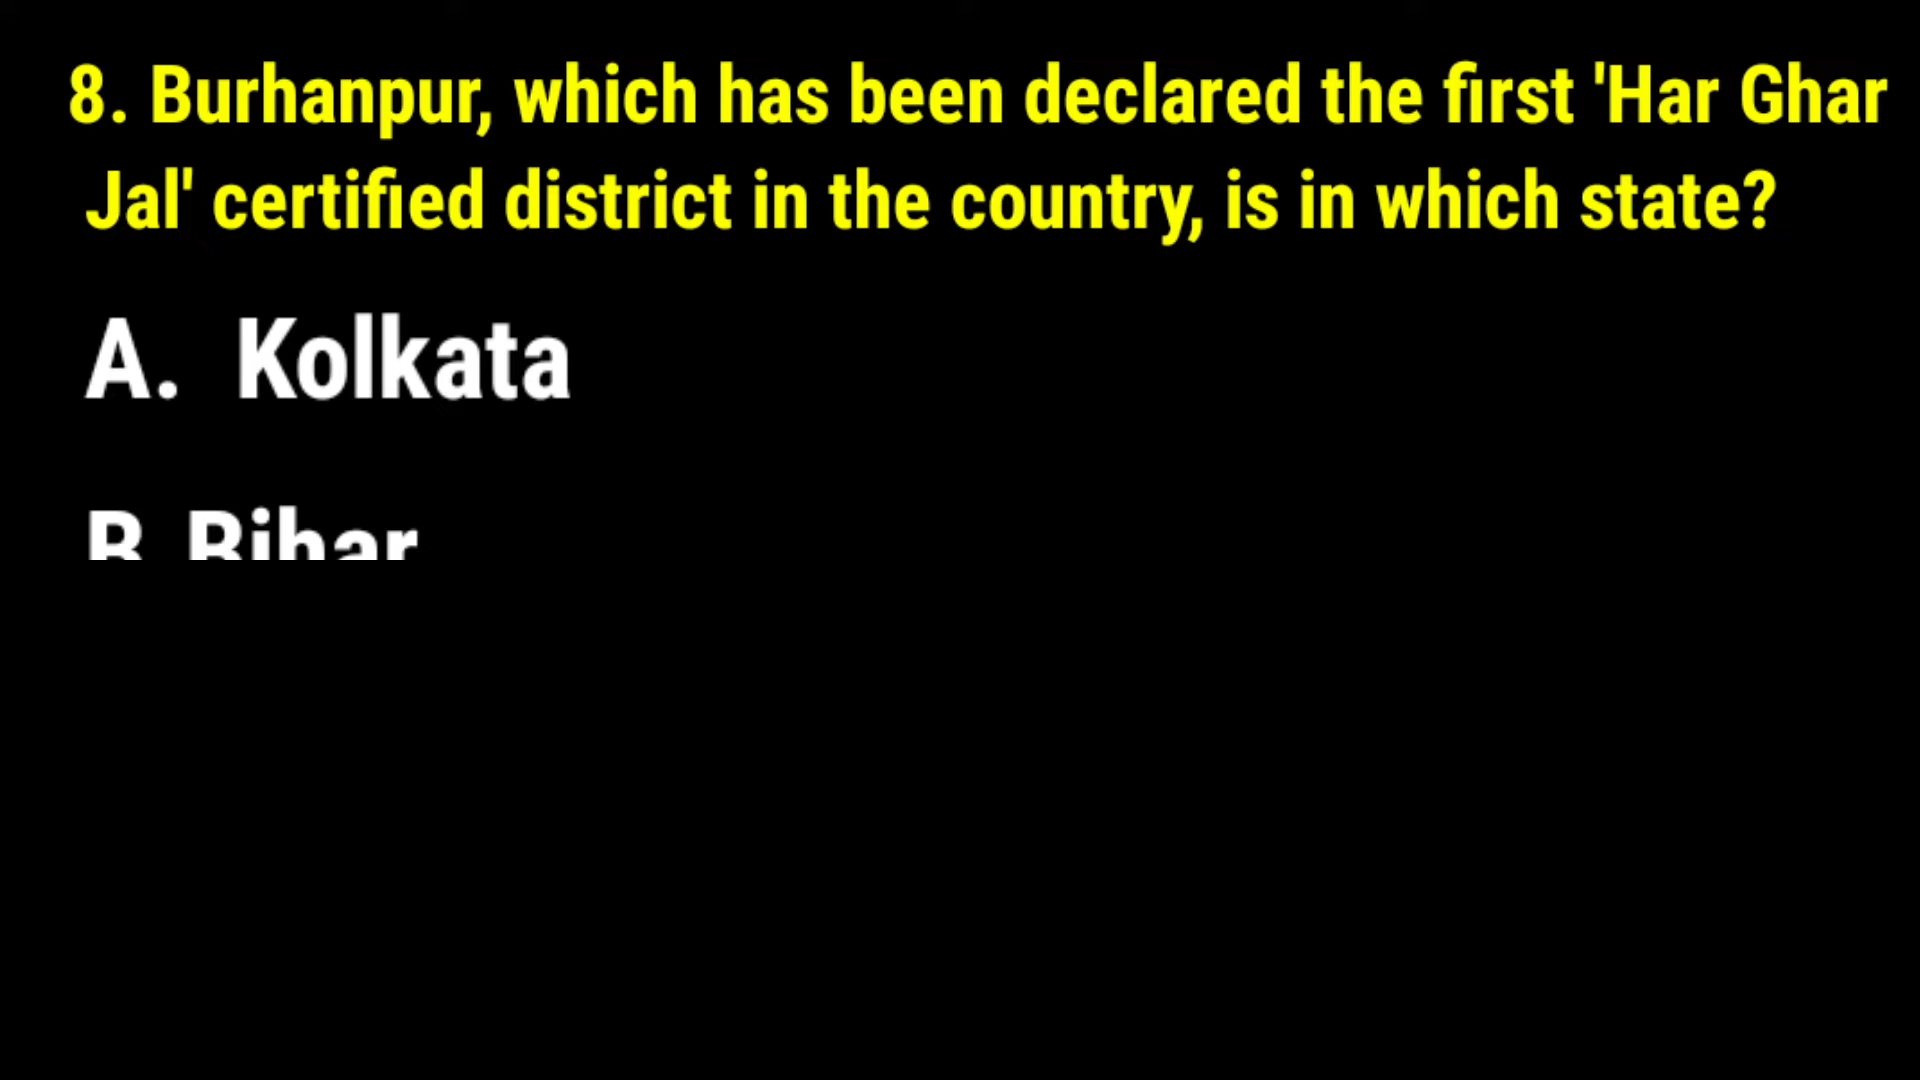 8. Burhanpur, which has been declared the first 'Har Ghar
Jal' certified district in the country, is in which state?
A. Kolkata
B Bihar